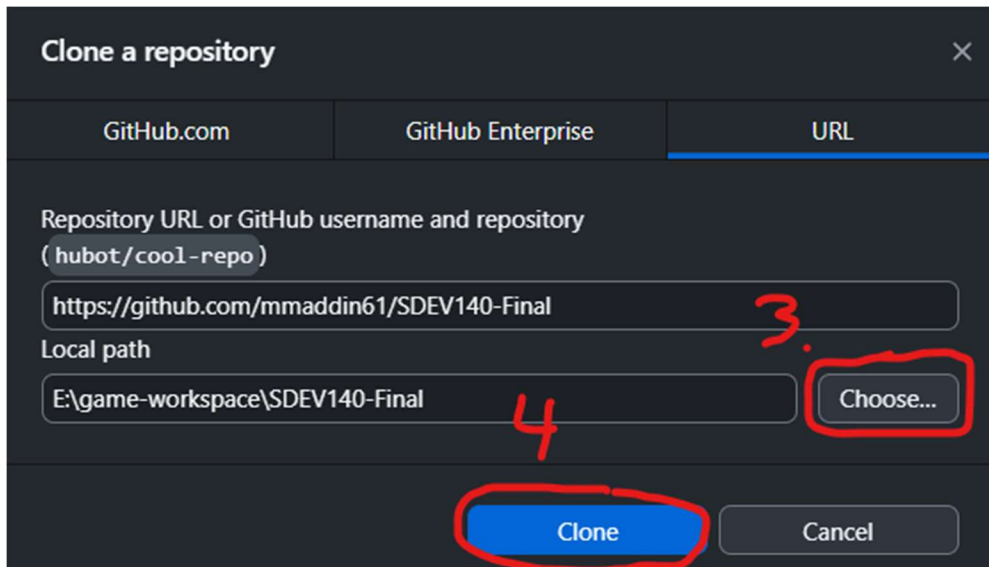 Clone a repository
GitHub.com GitHub Enterprise URL
Repository URL or GitHub username and repository
(hubot/cool-repo)
https://github.com/mmaddin61/SDEV140-Final
3.
Local path
E:\game-workspace\SDEV140-Final
Choose...
4
Clone Cancel